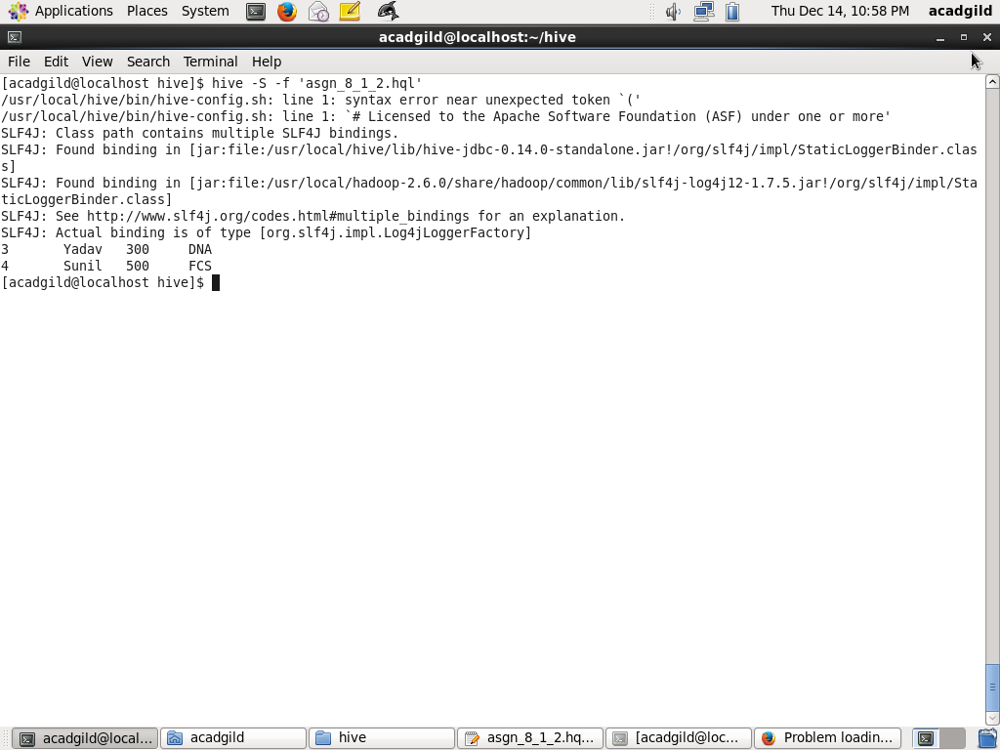 Applications Places System Thu Dec 14, 10:58 PM acadgild
acadgild@localhost:~/hive
File Edit View Search Terminal Help
[acadgild@localhost hive]$ hive -S -f 'asgn_8_1_2.hql'
/usr/local/hive/bin/hive-config.sh: line 1: syntax error near unexpected token `('
/usr/local/hive/bin/hive-config.sh: line 1: `# Licensed to the Apache Software Foundation (ASF) under one or more'
SLF4J: Class path contains multiple SLF4J bindings.
SLF4J: Found binding in [jar:file:/usr/local/hive/lib/hive-jdbc-0.14.0-standalone.jar!/org/slf4j/impl/StaticLoggerBinder.clas
s]
SLF4J: Found binding in [jar:file:/usr/local/hadoop-2.6.0/share/hadoop/common/lib/slf4j-log4j12-1.7.5.jar!/org/slf4j/impl/Sta
ticLoggerBinder.class]
SLF4J: See http://www.slf4j.org/codes.html#multiple_bindings for an explanation.
SLF4J: Actual binding is of type [org.slf4j.impl.Log4jLoggerFactory]
3 Yadav 300 DNA
4 Sunil 500 FCS
[acadgild@localhost hive]$
acadgild@local... acadgild hive asgn_8_1_2.hq... [acadgild@loc... Problem loadin...